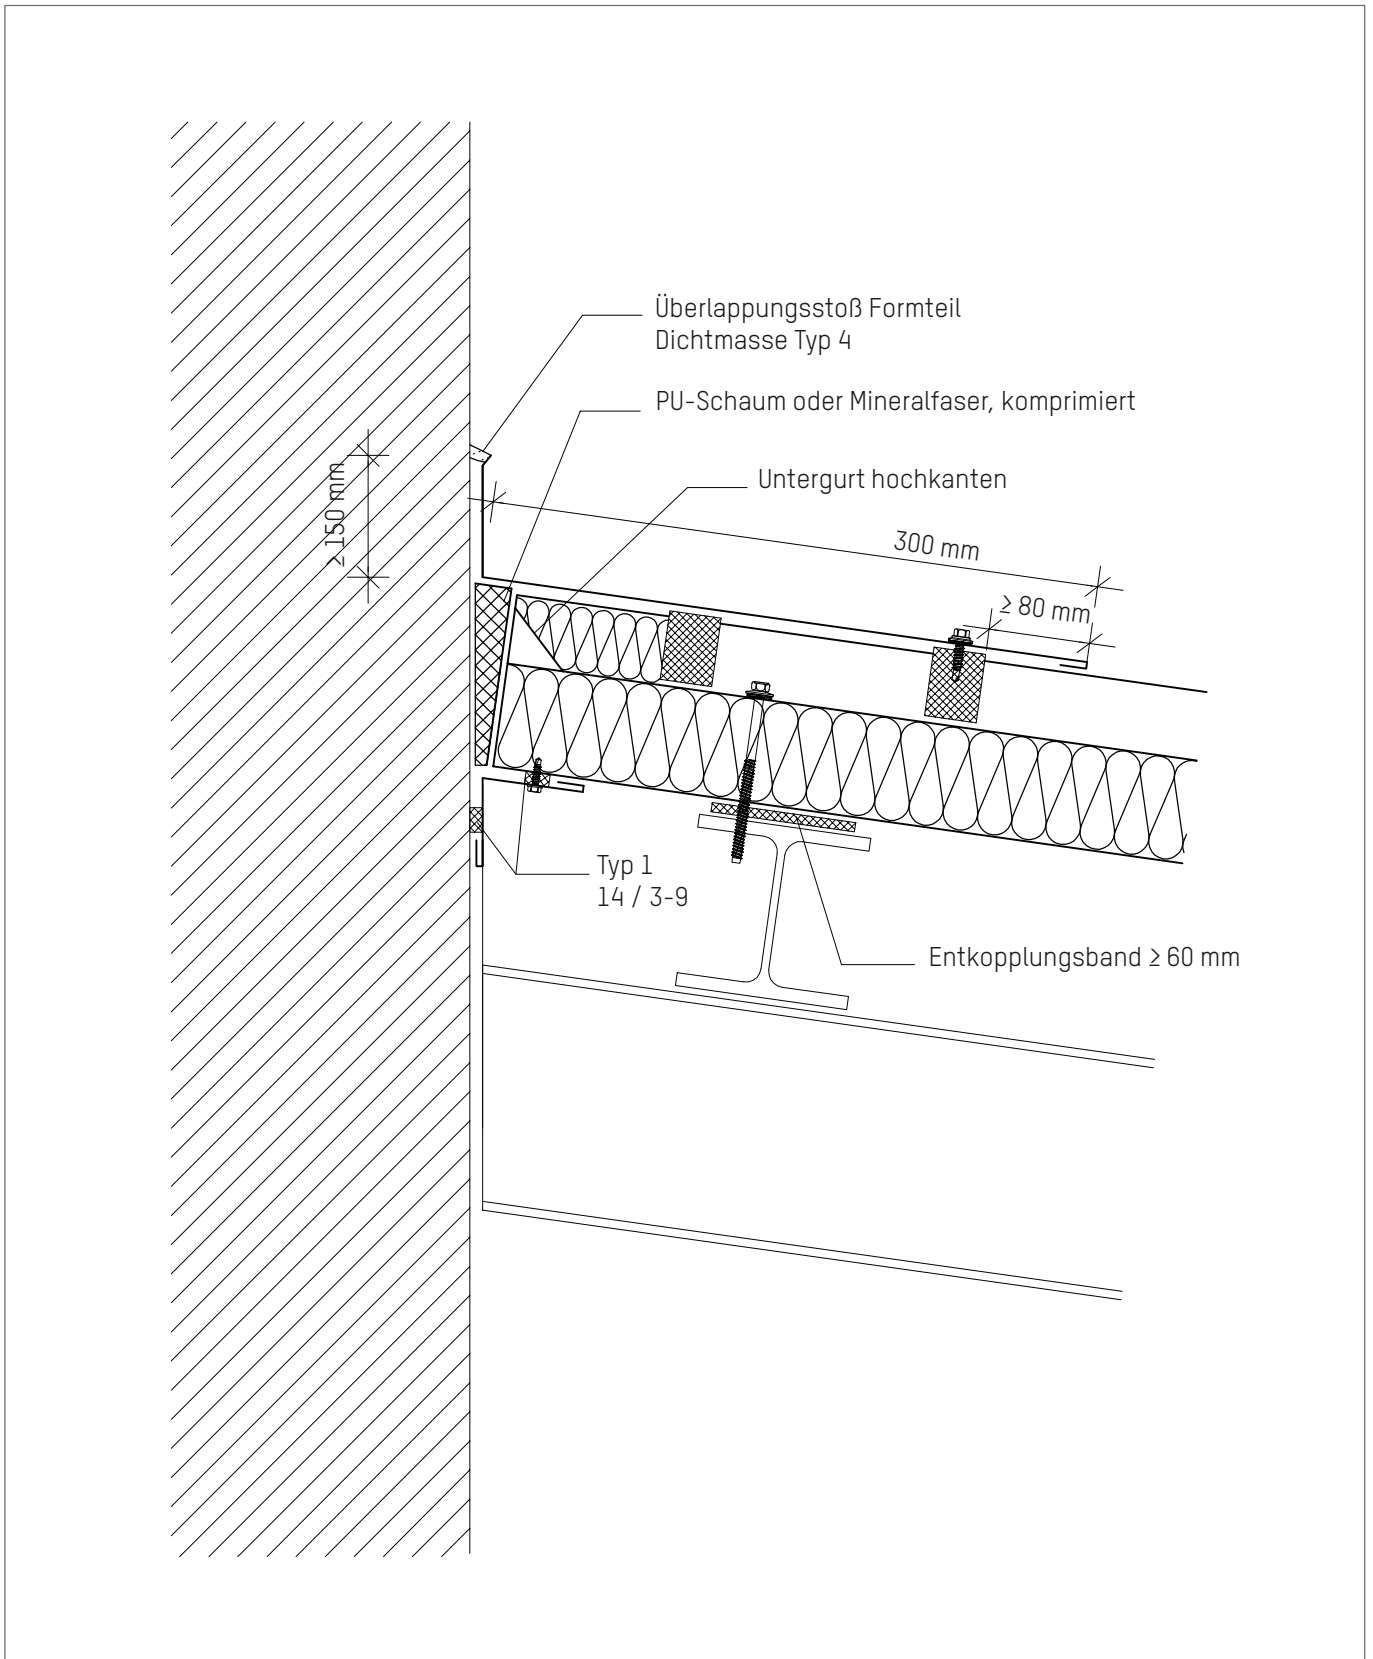 Überlappungsstoß Formteil
Dichtmasse Typ 4
PU-Schaum oder Mineralfaser, komprimiert
≥ 150 mm
Untergurt hochkanten
300 mm
≥ 80 mm
Typ 1
14 / 3-9
Entkopplungsband ≥ 60 mm